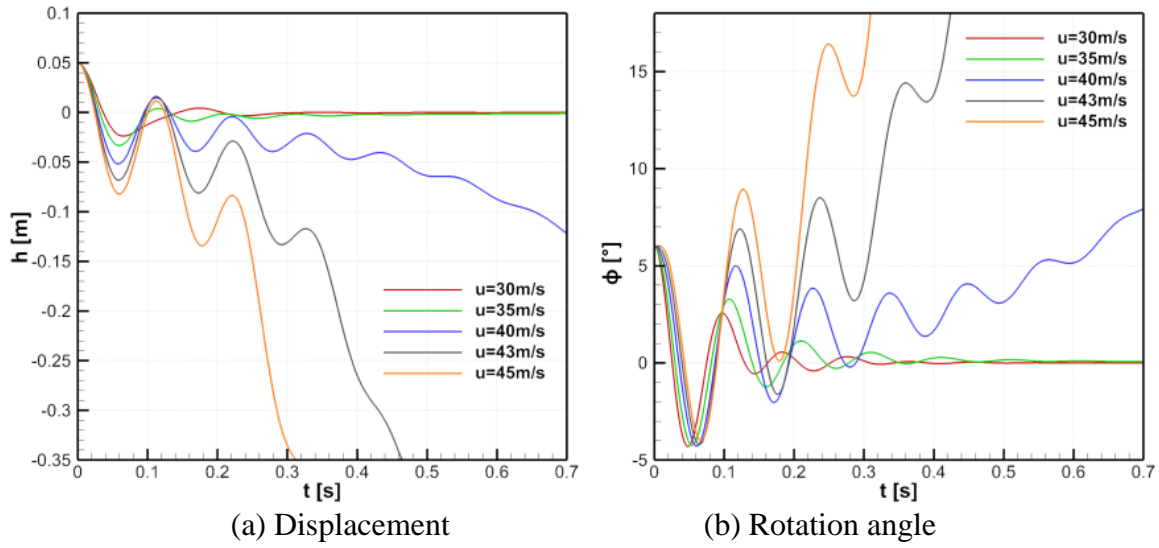 0.1
0.05
0
-0.05
-0.1
-0.15
-0.2
-0.25
-0.3
-0.35
h [m]
0 0.1 0.2 0.3 0.4 0.5 0.6 0.7
t [s]
u=30m/s
u=35m/s
u=40m/s
u=43m/s
u=45m/s
(a) Displacement
15
10
5
0
-5
ϕ [°]
0 0.1 0.2 0.3 0.4 0.5 0.6 0.7
t [s]
u=30m/s
u=35m/s
u=40m/s
u=43m/s
u=45m/s
(b) Rotation angle